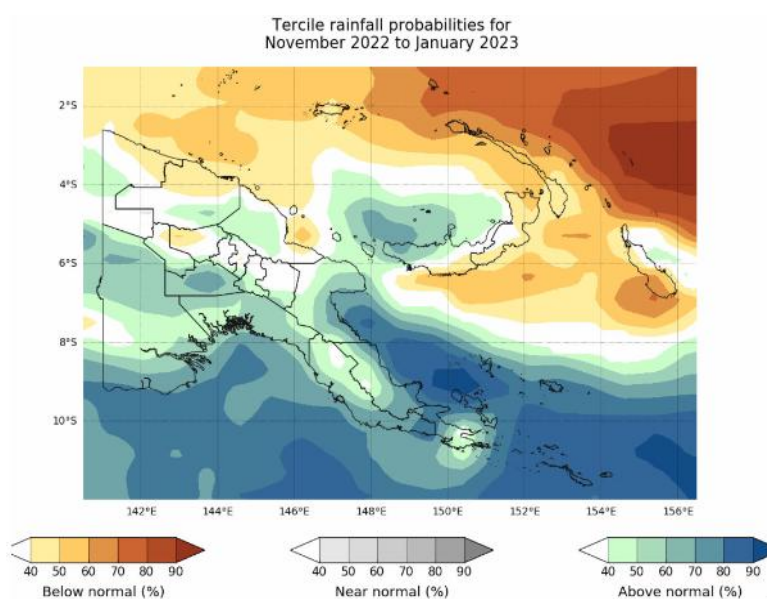 Tercile rainfall probabilities for
November 2022 to January 2023
2°S
4°S
6°S
8°S
10°S
142°E 144°E 146°E 148°E 150°E 152°E 154°E 156°E
40 50 60 70 80 90 40 50 60 70 80 90 40 50 60 70 80 90
Below normal (%) Near normal (%) Above normal (%)